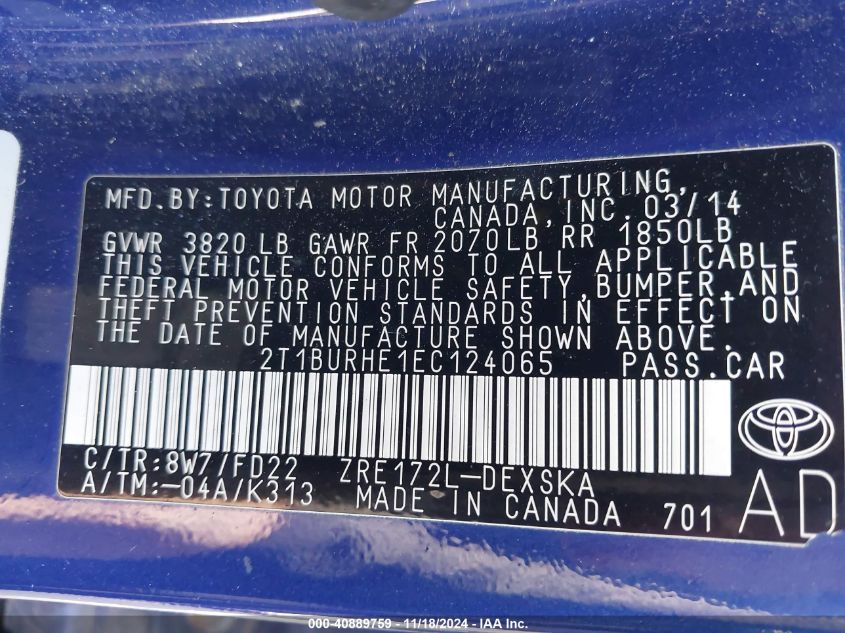 MFD.BY:TOYOTA MOTOR MANUFACTURING,
CANADA,INC. 03/14
GVWR 3820LB GAWR FR 2070LB RR 1850LB
THIS VEHICLE CONFORMS TO ALL APPLICABLE
FEDERAL MOTOR VEHICLE SAFETY,BUMPER,AND
THEFT PREVENTION STANDARDS IN EFFECT ON
THE DATE OF MANUFACTURE SHOWN ABOVE.
2T1BURHE1EC124065 PASS.CAR
C/TR:8W7/FD22 ZRE172L-DEXSKA
A/TM:-04A/K313 MADE IN CANADA 701 AD
000-40889759 - 11/18/2024 - IAA Inc.